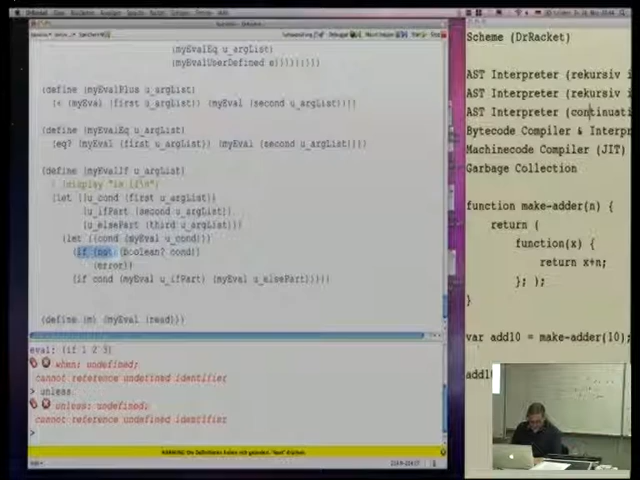 (myEvalEq u_argList)
(myEvalUserDefined e)))))))))
(define (myEvalPlus u_argList)
(+ (myEval (first u_argList)) (myEval (second u_argList))))
(define (myEvalEq u_argList)
(eq? (myEval (first u_argList)) (myEval (second u_argList))))
(define (myEvalIf u_argList)
(display "is if\n")
(let ((u_cond (first u_argList))
(u_ifPart (second u_argList))
(u_elsePart (third u_argList)))
(let ((cond (myEval u_cond)))
(if (not (boolean? cond))
(error))
(if cond (myEval u_ifPart) (myEval u_elsePart)))))
(define (m) (myEval (read)))
eval: (if 1 2 3)
when: undefined;
cannot reference undefined identifier
> unless
unless: undefined;
cannot reference undefined identifier
>
Scheme (DrRacket)
AST Interpreter (rekursiv i
AST Interpreter (rekursiv i
AST Interpreter (continuati
Bytecode Compiler & Interpr
Machinecode Compiler (JIT)
Garbage Collection
function make-adder(n) {
return (
function(x) {
return x+n;
}; );
}
var add10 = make-adder(10);
add1